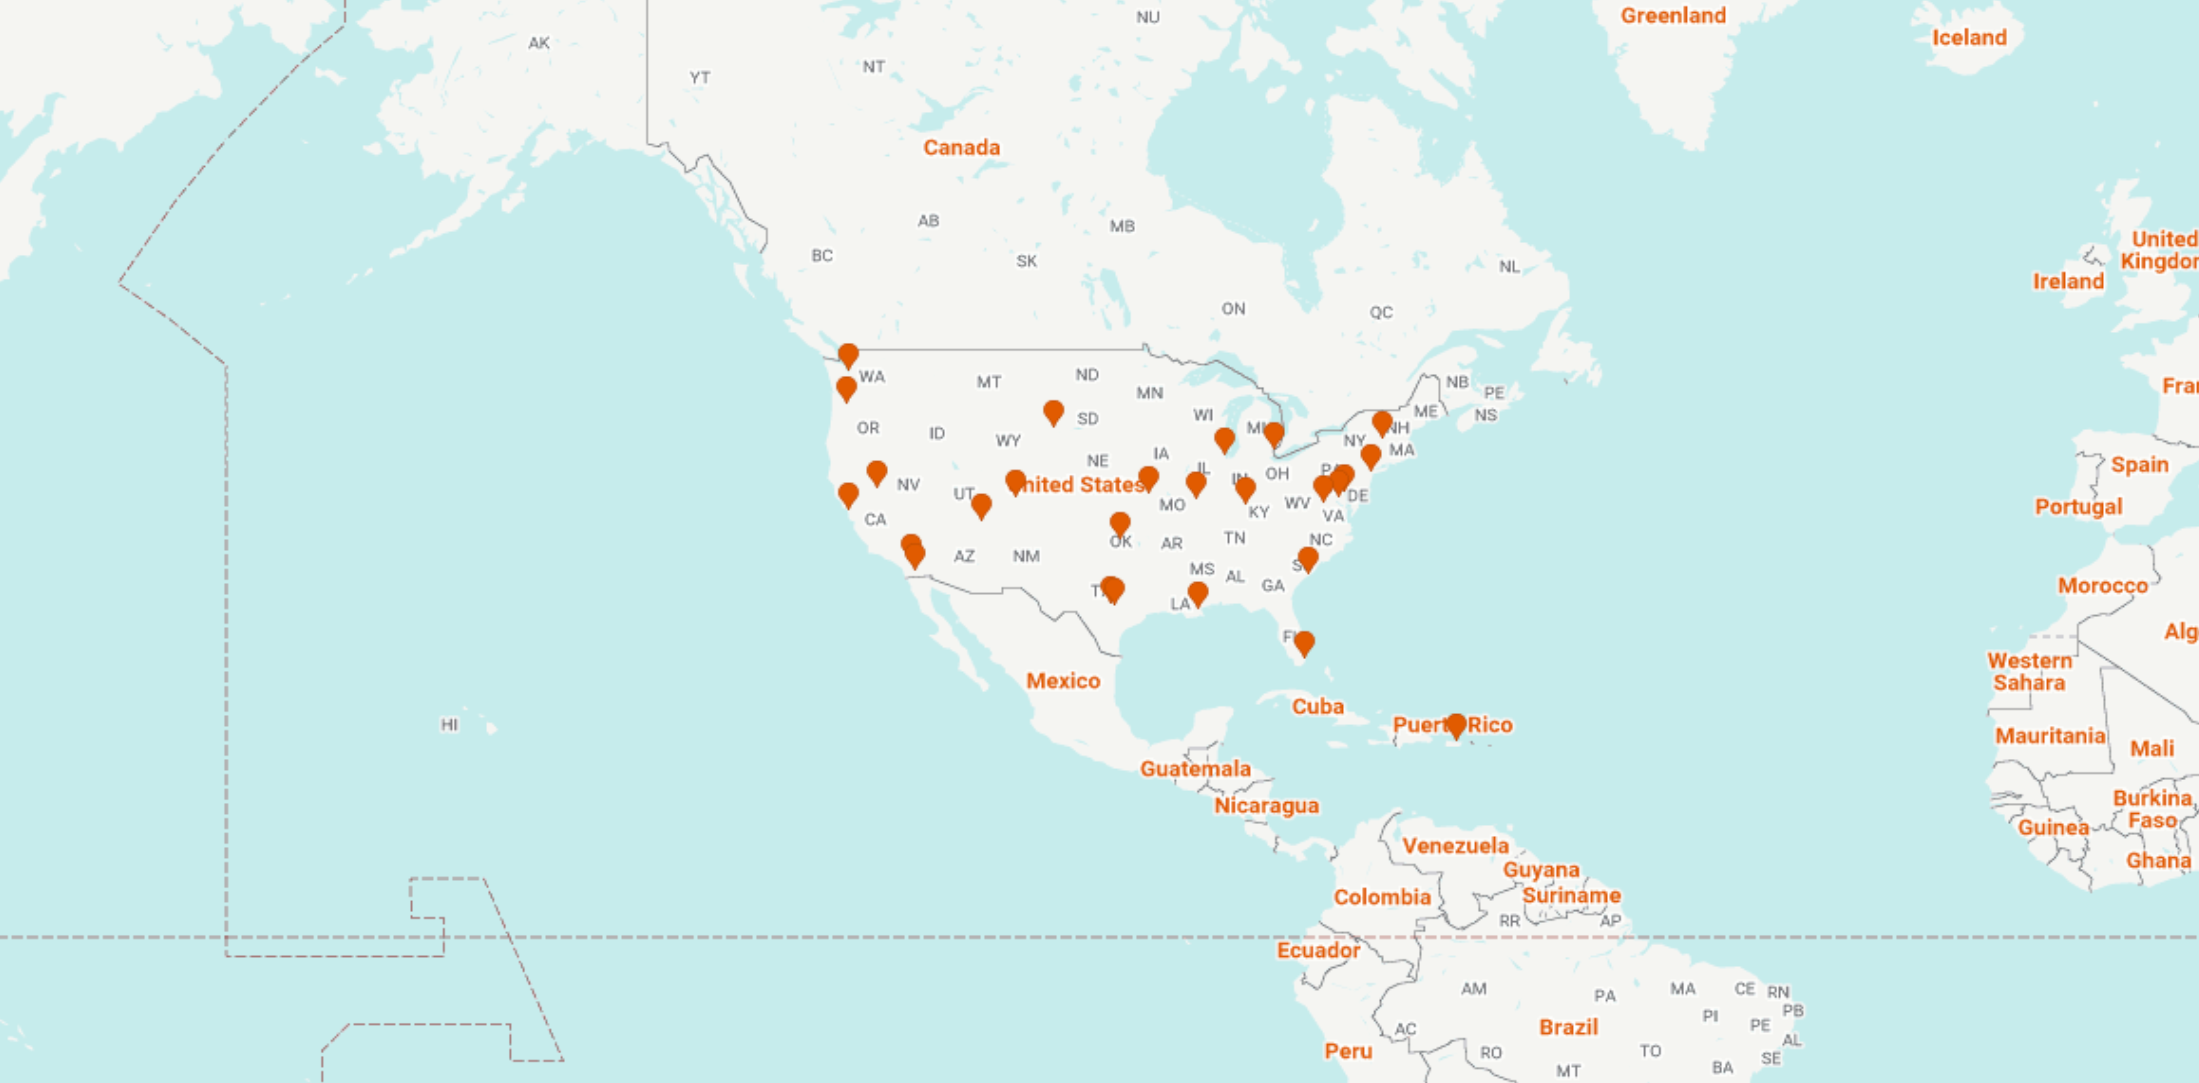 NU
Greenland
Iceland
AK
NT
YT
Canada
AB
MB
BC
SK
NL
United
Kingdor
Ireland
ON
QC
WA
MT
ND
MN
NB
PE
NS
Fra
SD
WI
MI
ME
NH
OR
ID
WY
NY
MA
NE
IA
IL
IN
OH
PA
Spain
NV
UT
United States
MO
WV
DE
KY
VA
Portugal
CA
OK
AR
TN
NC
AZ
NM
MS
AL
GA
S
Morocco
T
LA
FL
Alg
Western
Sahara
Mexico
Cuba
HI
Puerto Rico
Mauritania
Mali
Guatemala
Nicaragua
Burkina
Faso
Guinea
Ghana
Venezuela
Guyana
Colombia
Suriname
RR
AP
Ecuador
AM
PA
MA
CE
RN
PB
PI
PE
Brazil
AC
AL
Peru
RO
TO
SE
MT
BA